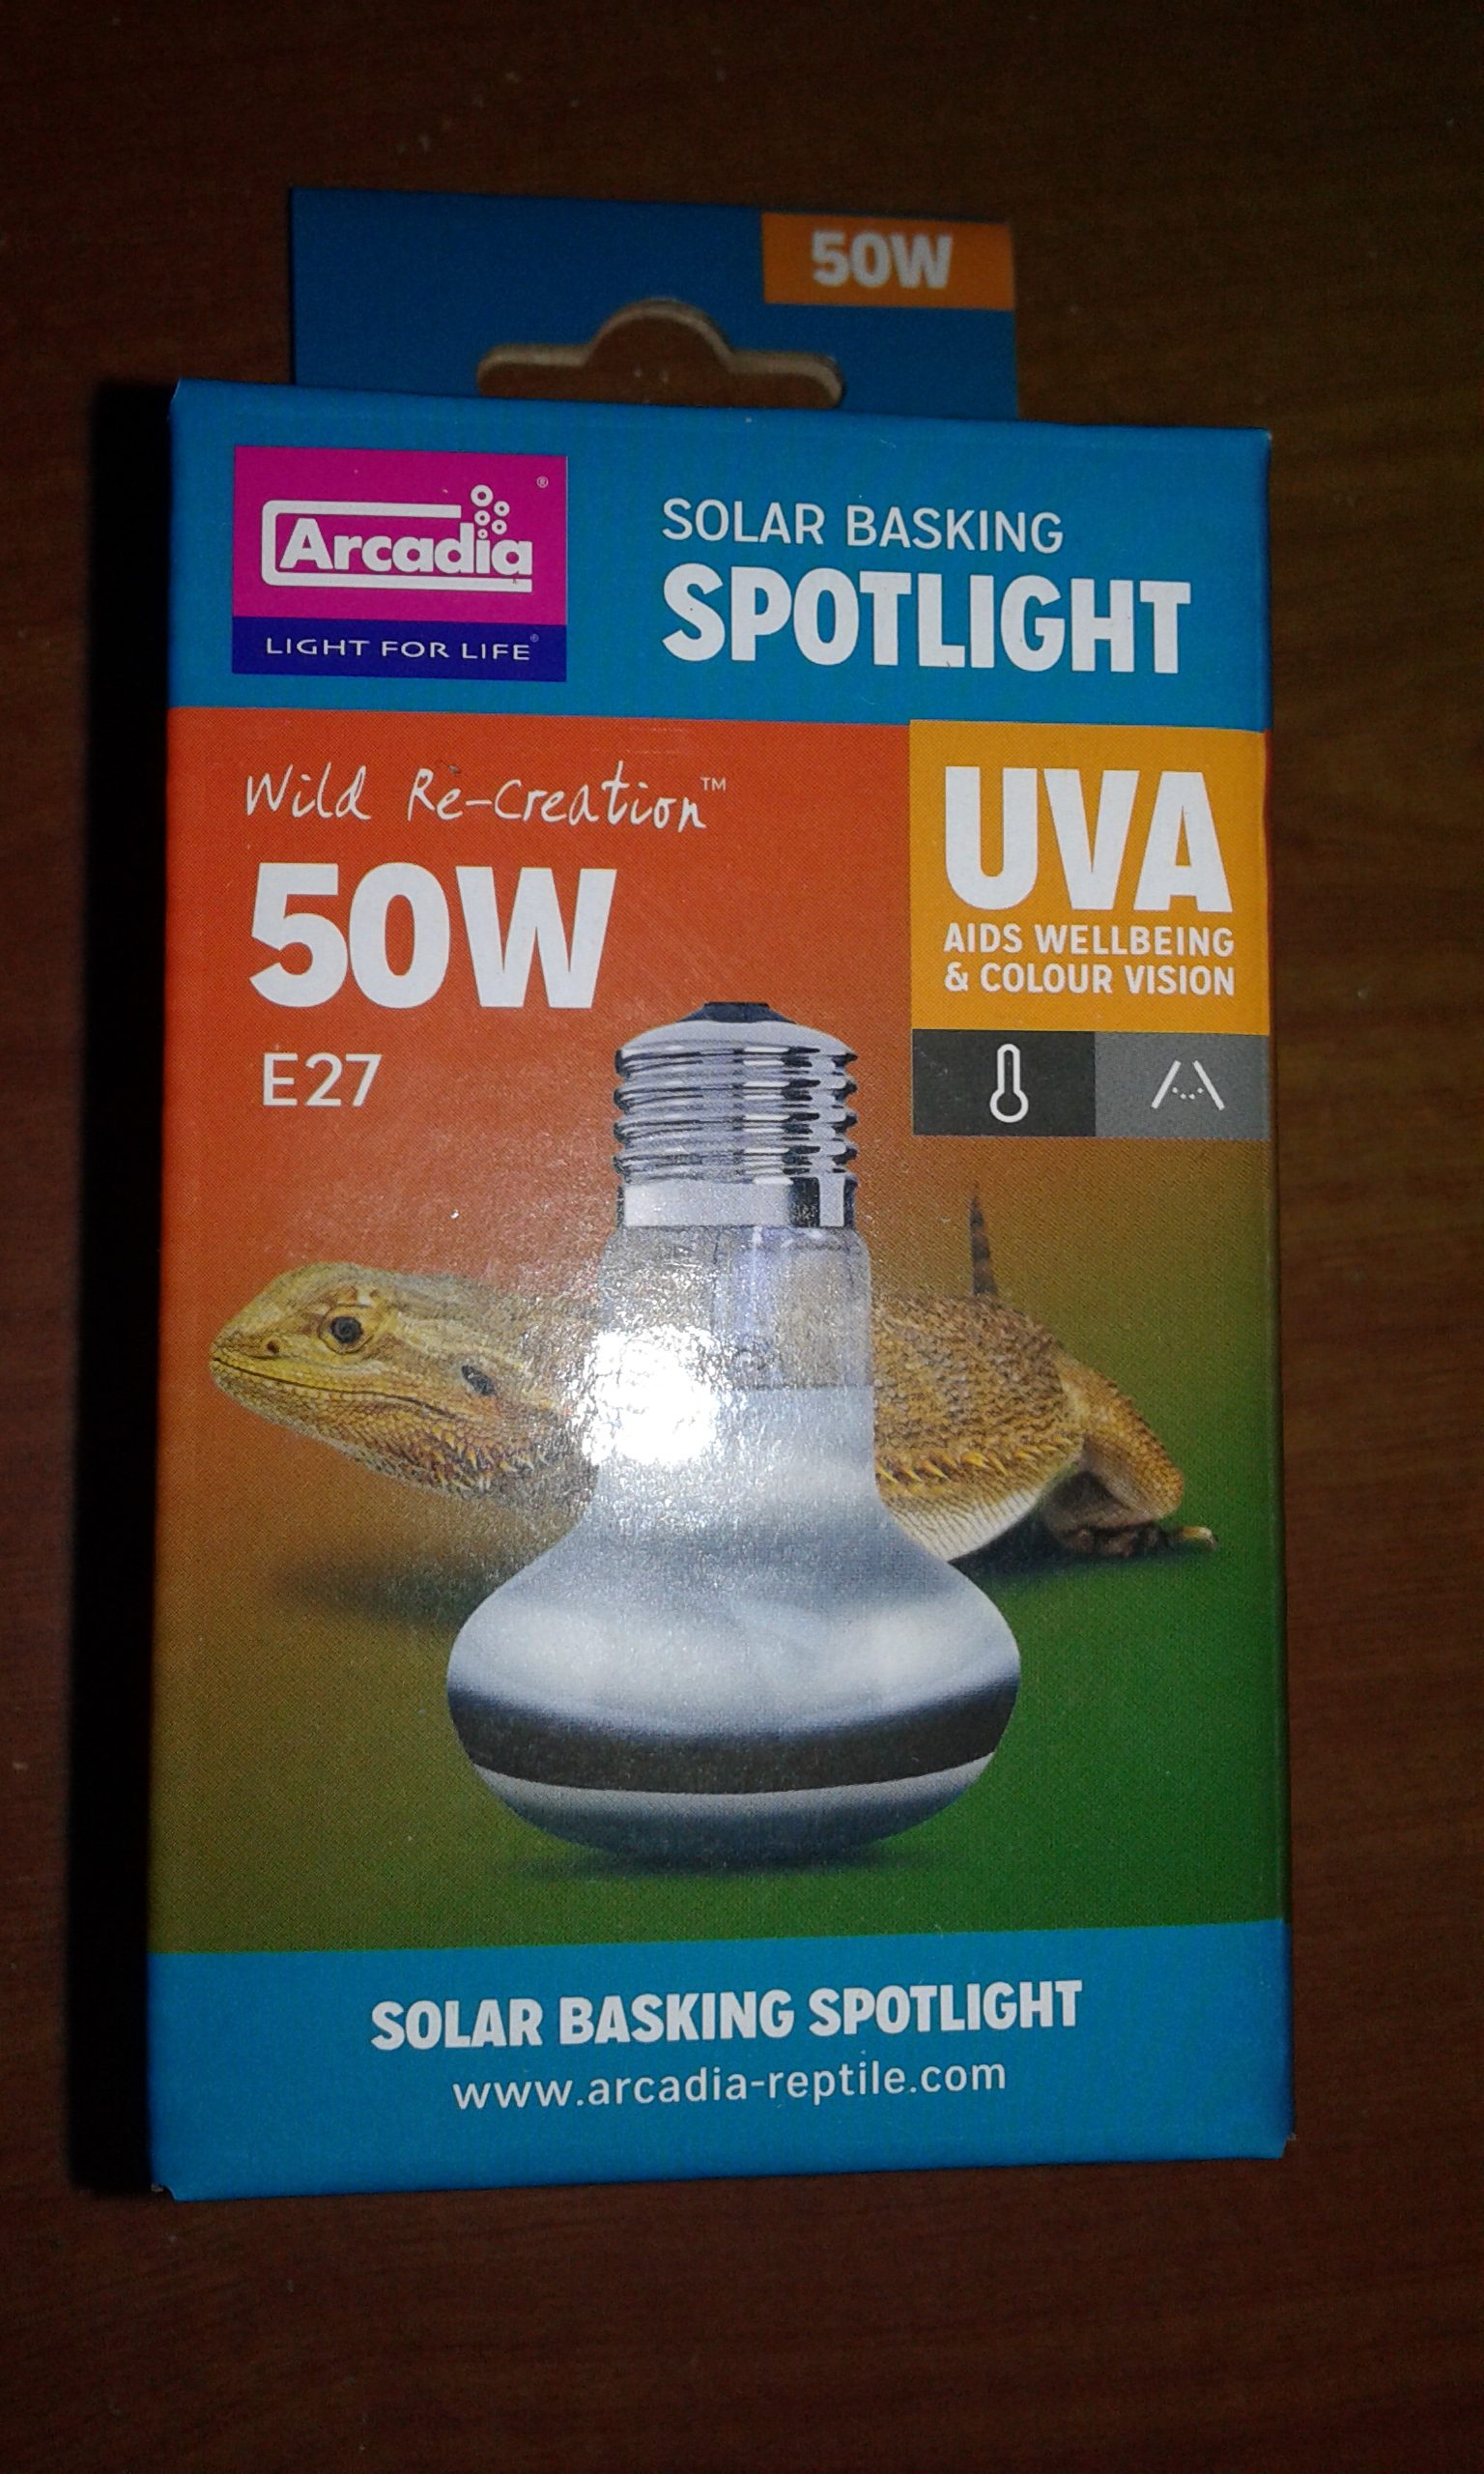 50W
Arcadia®
LIGHT FOR LIFE®
SOLAR BASKING
SPOTLIGHT
Wild Re-Creation™
50W
E27
UVA
AIDS WELLBEING
& COLOUR VISION
SOLAR BASKING SPOTLIGHT
www.arcadia-reptile.com